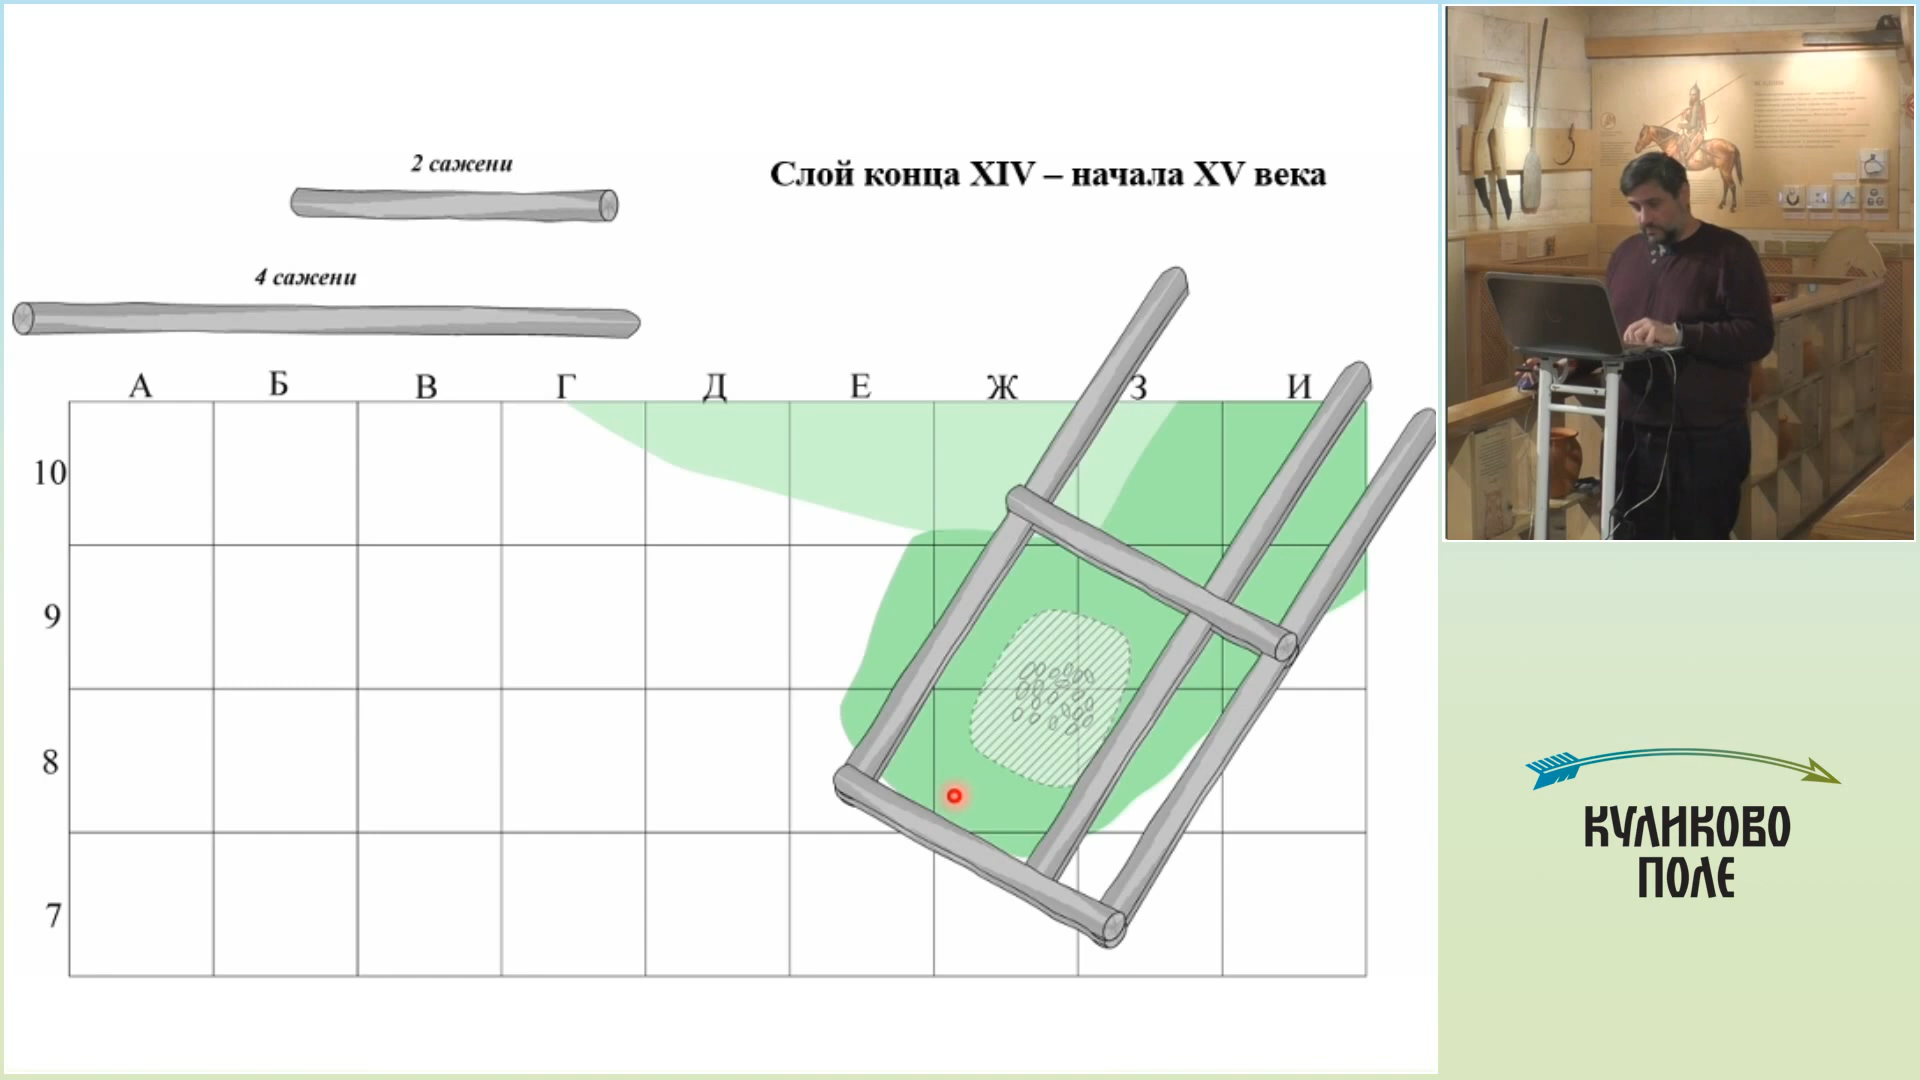 2 сажени
Слой конца XIV – начала XV века
4 сажени
А Б В Г Д Е Ж З И
10
9
8
7
КУЛИКОВО
ПОЛЕ